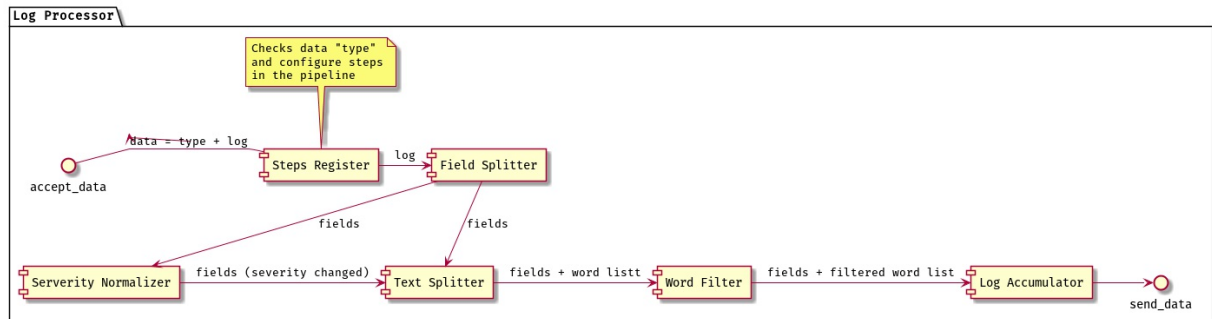 Log Processor
Checks data "type"
and configure steps
in the pipeline
data = type + log
accept_data
Steps Register
log
Field Splitter
fields
fields
Serverity Normalizer
fields (severity changed)
Text Splitter
fields + word listt
Word Filter
fields + filtered word list
Log Accumulator
send_data